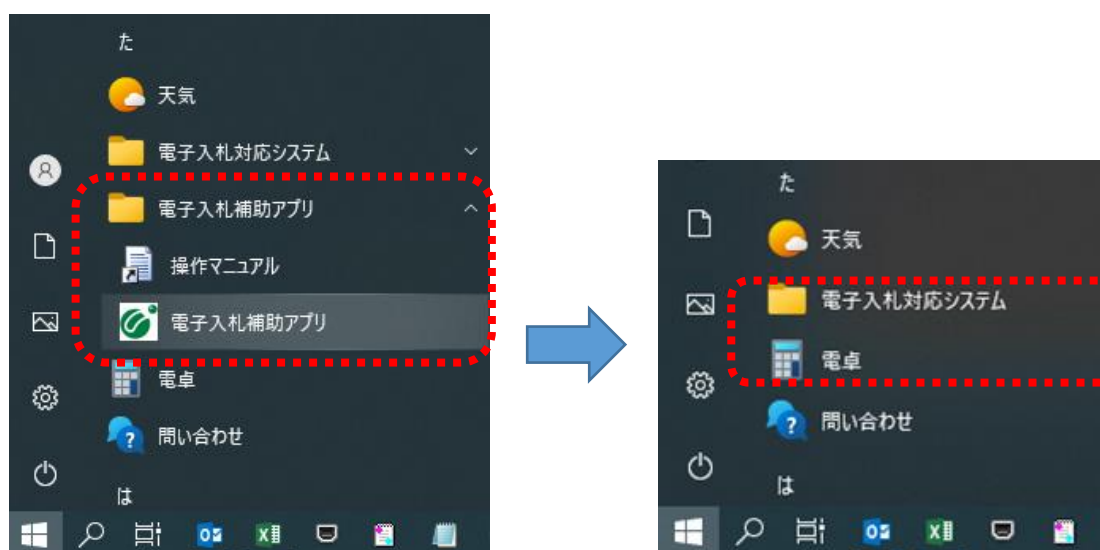 た
天気
電子入札対応システム
電子入札補助アプリ
操作マニュアル
電子入札補助アプリ
電卓
問い合わせ
は
た
天気
電子入札対応システム
電卓
問い合わせ
は